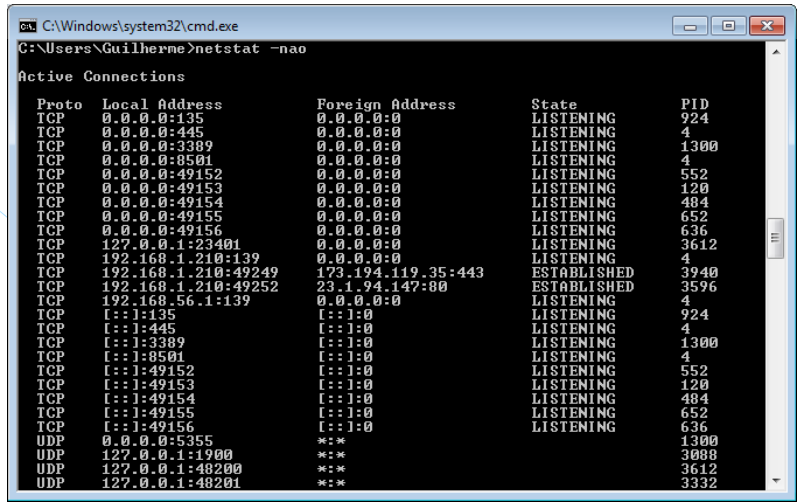 C:\Windows\system32\cmd.exe
C:\Users\Guilherme>netstat -nao
Active Connections
Proto Local Address Foreign Address State PID
TCP 0.0.0.0:135 0.0.0.0:0 LISTENING 924
TCP 0.0.0.0:445 0.0.0.0:0 LISTENING 4
TCP 0.0.0.0:3389 0.0.0.0:0 LISTENING 1300
TCP 0.0.0.0:8501 0.0.0.0:0 LISTENING 4
TCP 0.0.0.0:49152 0.0.0.0:0 LISTENING 552
TCP 0.0.0.0:49153 0.0.0.0:0 LISTENING 120
TCP 0.0.0.0:49154 0.0.0.0:0 LISTENING 484
TCP 0.0.0.0:49155 0.0.0.0:0 LISTENING 652
TCP 0.0.0.0:49156 0.0.0.0:0 LISTENING 636
TCP 127.0.0.1:23401 0.0.0.0:0 LISTENING 3612
TCP 192.168.1.210:139 0.0.0.0:0 LISTENING 4
TCP 192.168.1.210:49249 173.194.119.35:443 ESTABLISHED 3940
TCP 192.168.1.210:49252 23.1.94.147:80 ESTABLISHED 3596
TCP 192.168.56.1:139 0.0.0.0:0 LISTENING 4
TCP [::]:135 [::]:0 LISTENING 924
TCP [::]:445 [::]:0 LISTENING 4
TCP [::]:3389 [::]:0 LISTENING 1300
TCP [::]:8501 [::]:0 LISTENING 4
TCP [::]:49152 [::]:0 LISTENING 552
TCP [::]:49153 [::]:0 LISTENING 120
TCP [::]:49154 [::]:0 LISTENING 484
TCP [::]:49155 [::]:0 LISTENING 652
TCP [::]:49156 [::]:0 LISTENING 636
UDP 0.0.0.0:5355 *:* 1300
UDP 127.0.0.1:1900 *:* 3088
UDP 127.0.0.1:48200 *:* 3612
UDP 127.0.0.1:48201 *:* 3332